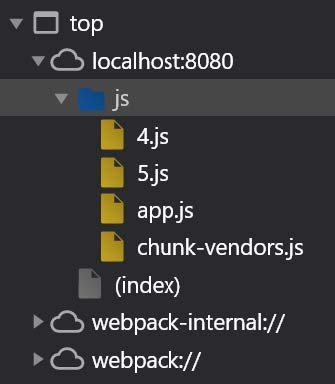 top
localhost:8080
js
4.js
5.js
app.js
chunk-vendors.js
(index)
webpack-internal://
webpack://